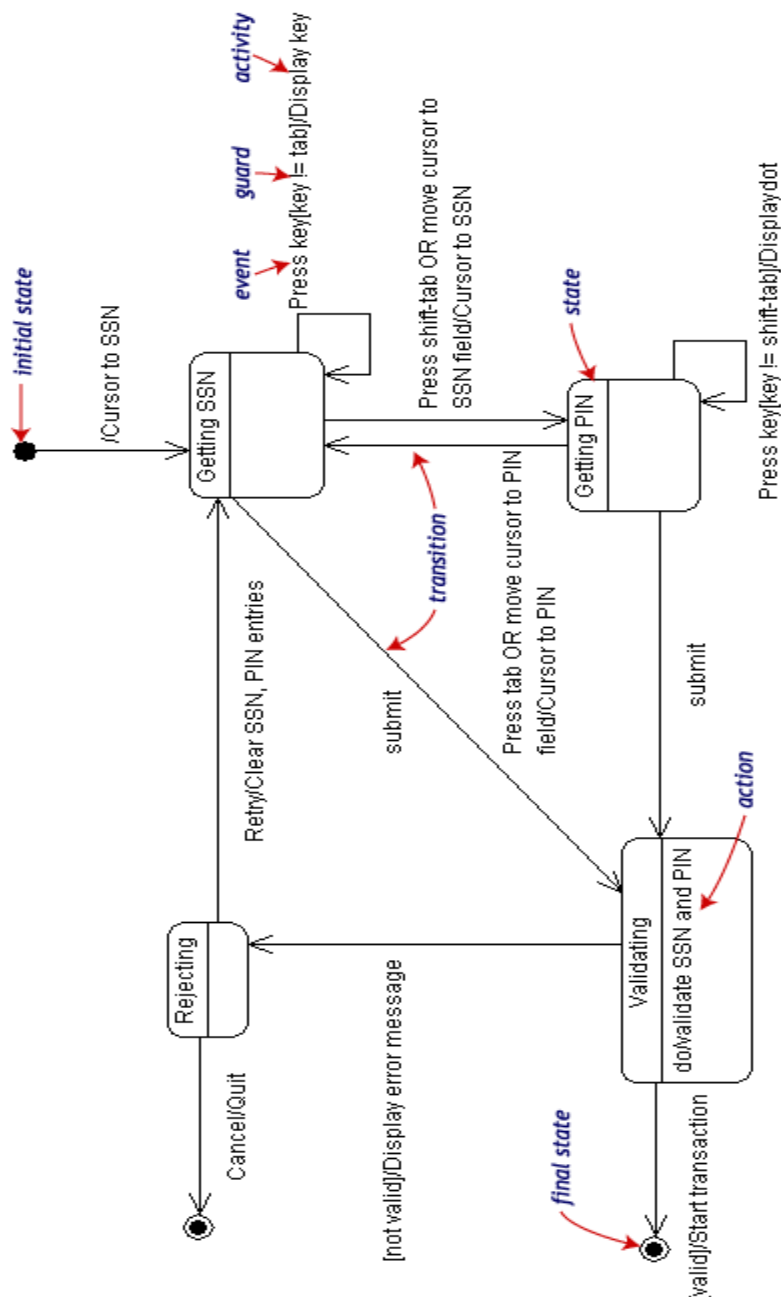 initial state
/Cursor to SSN
Rejecting
Getting SSN
Cancel/Quit
Retry/Clear SSN, PIN entries
event
guard
activity
Press key[key != tab]/Display key
[not valid]/Display error message
submit
transition
Press shift-tab OR move cursor to
SSN field/Cursor to SSN
Press tab OR move cursor to PIN
field/Cursor to PIN
final state
action
state
Getting PIN
Validating
do/validate SSN and PIN
[valid]/Start transaction
submit
Press key[key != shift-tab]/Displaydot